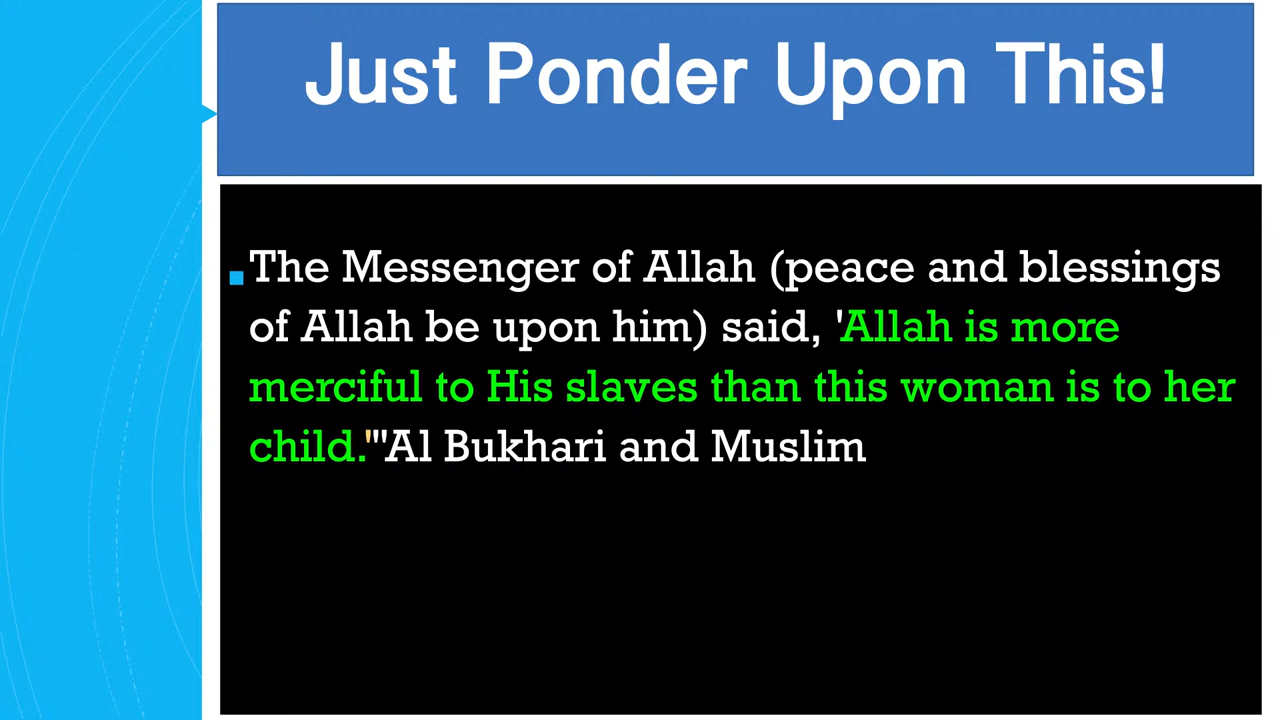 Just Ponder Upon This!
The Messenger of Allah (peace and blessings
of Allah be upon him) said, 'Allah is more
merciful to His slaves than this woman is to her
child.'"Al Bukhari and Muslim